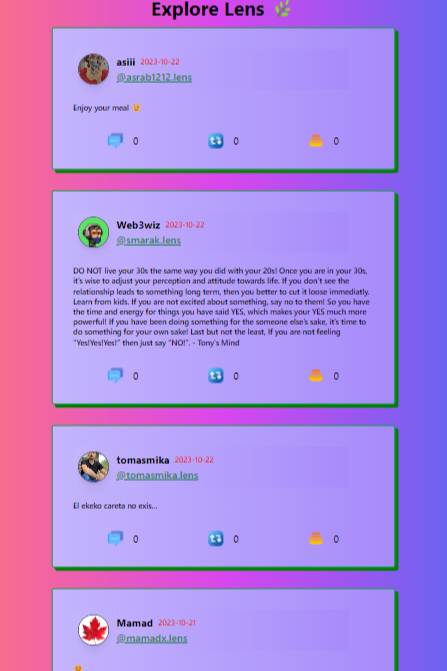 Explore Lens 🌿
asiii 2023-10-22
@asrab1212.lens
Enjoy your meal
0 0 0
Web3wiz 2023-10-22
@smarak.lens
DO NOT live your 30s the same way you did with your 20s! Once you are in your 30s,
it's wise to adjust your perception and attitude towards life. If you don't see the
relationship leads to something long term, then you better to cut it loose immediatly.
Learn from kids. If you are not excited about something, say no to them! So you have
the time and energy for things you have said YES, which makes your YES much more
powerful! If you have been doing something for the someone else's sake, it's time to
do something for your own sake! Last but not the least, If you are not feeling
"Yes!Yes!Yes!" then just say "NO!". - Tony's Mind
0 0 0
tomasmika 2023-10-22
@tomasmika.lens
El ekeko careta no exis...
0 0 0
Mamad 2023-10-21
@mamadx.lens